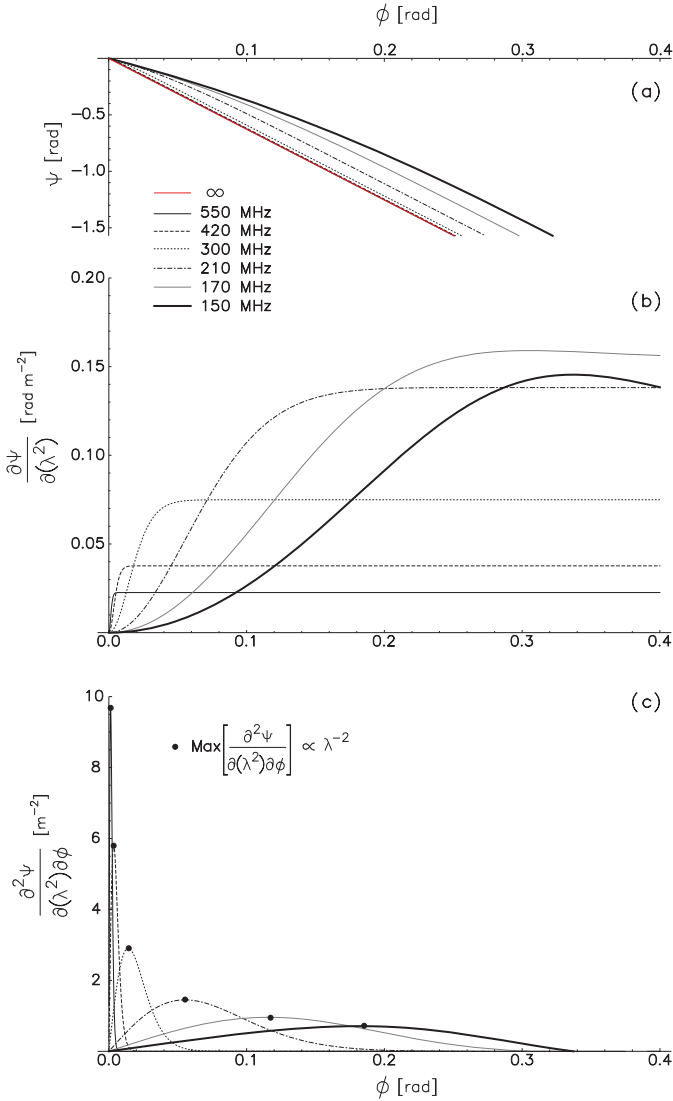 ϕ [rad]
0.1 0.2 0.3 0.4
(a)
−0.5
−1.0
−1.5
ψ [rad]
∞
550 MHz
420 MHz
300 MHz
210 MHz
170 MHz
150 MHz
(b)
0.20
0.15
0.10
0.05
∂ψ/∂(λ²) [rad m⁻²]
0.0 0.1 0.2 0.3 0.4
(c)
10
8
6
4
2
Max[∂²ψ/∂(λ²)∂ϕ] ∝ λ⁻²
∂²ψ/∂(λ²)∂ϕ [m⁻²]
0.0 0.1 0.2 0.3 0.4
ϕ [rad]